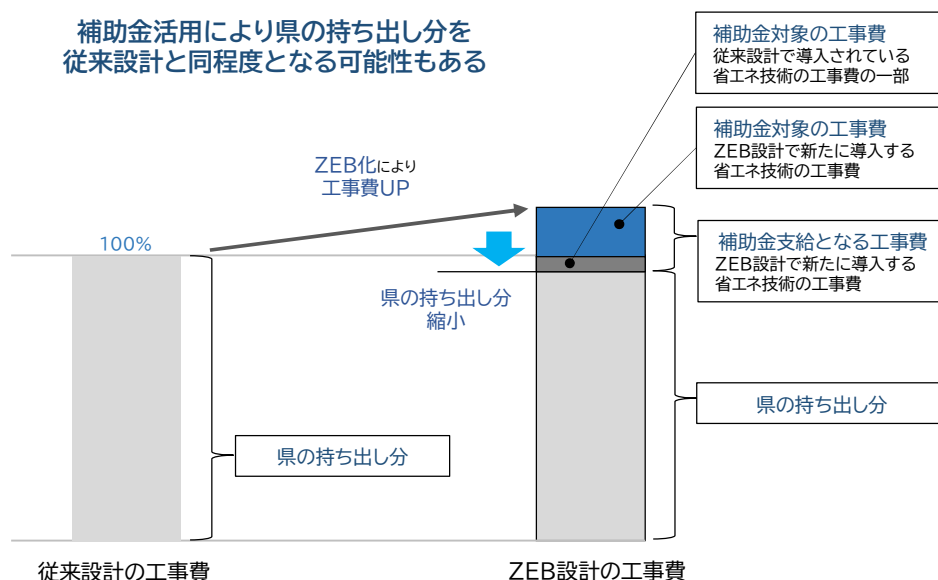 補助金活用により県の持ち出し分を
従来設計と同程度となる可能性もある
補助金対象の工事費
従来設計で導入されている
省エネ技術の工事費の一部
補助金対象の工事費
ZEB設計で新たに導入する
省エネ技術の工事費
ZEB化により
工事費UP
100%
補助金支給となる工事費
ZEB設計で新たに導入する
省エネ技術の工事費
県の持ち出し分
縮小
県の持ち出し分
県の持ち出し分
従来設計の工事費
ZEB設計の工事費